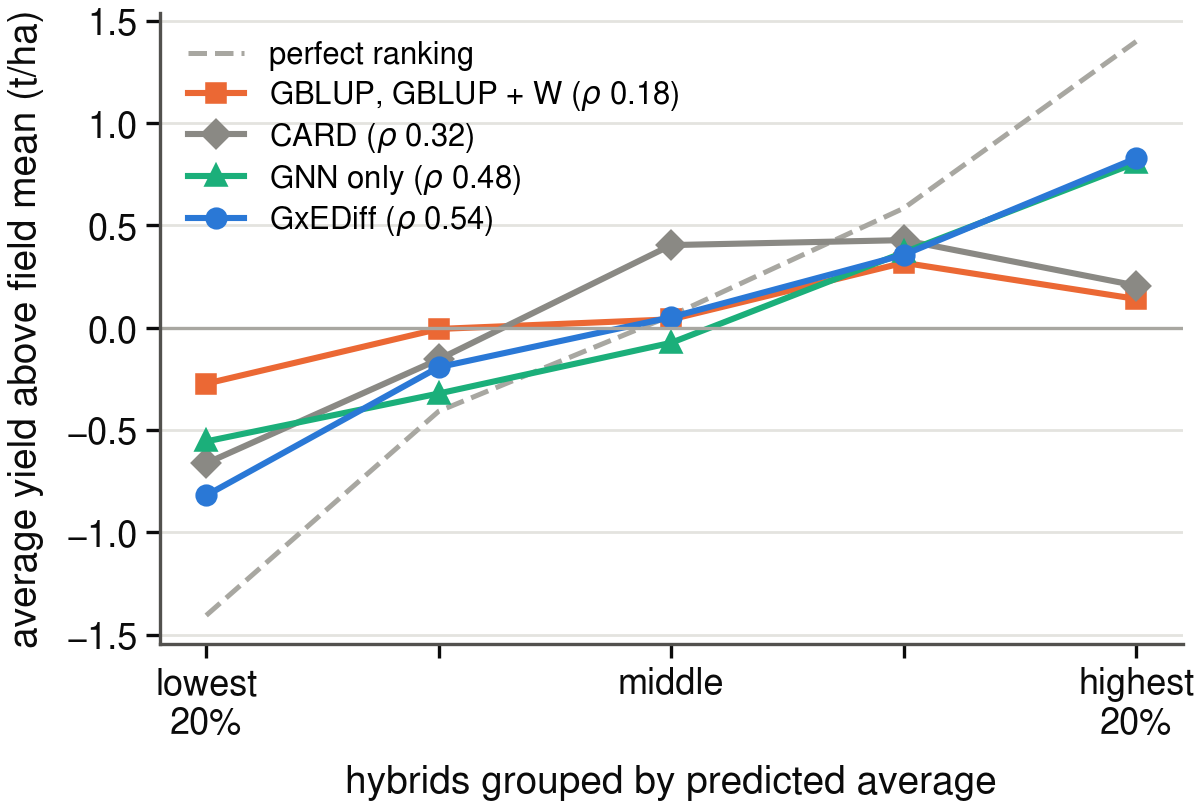 average yield above field mean (t/ha)
1.5
1.0
0.5
0.0
−0.5
−1.0
−1.5
perfect ranking
GBLUP, GBLUP + W (ρ 0.18)
CARD (ρ 0.32)
GNN only (ρ 0.48)
GxEDiff (ρ 0.54)
lowest
20%
middle
highest
20%
hybrids grouped by predicted average